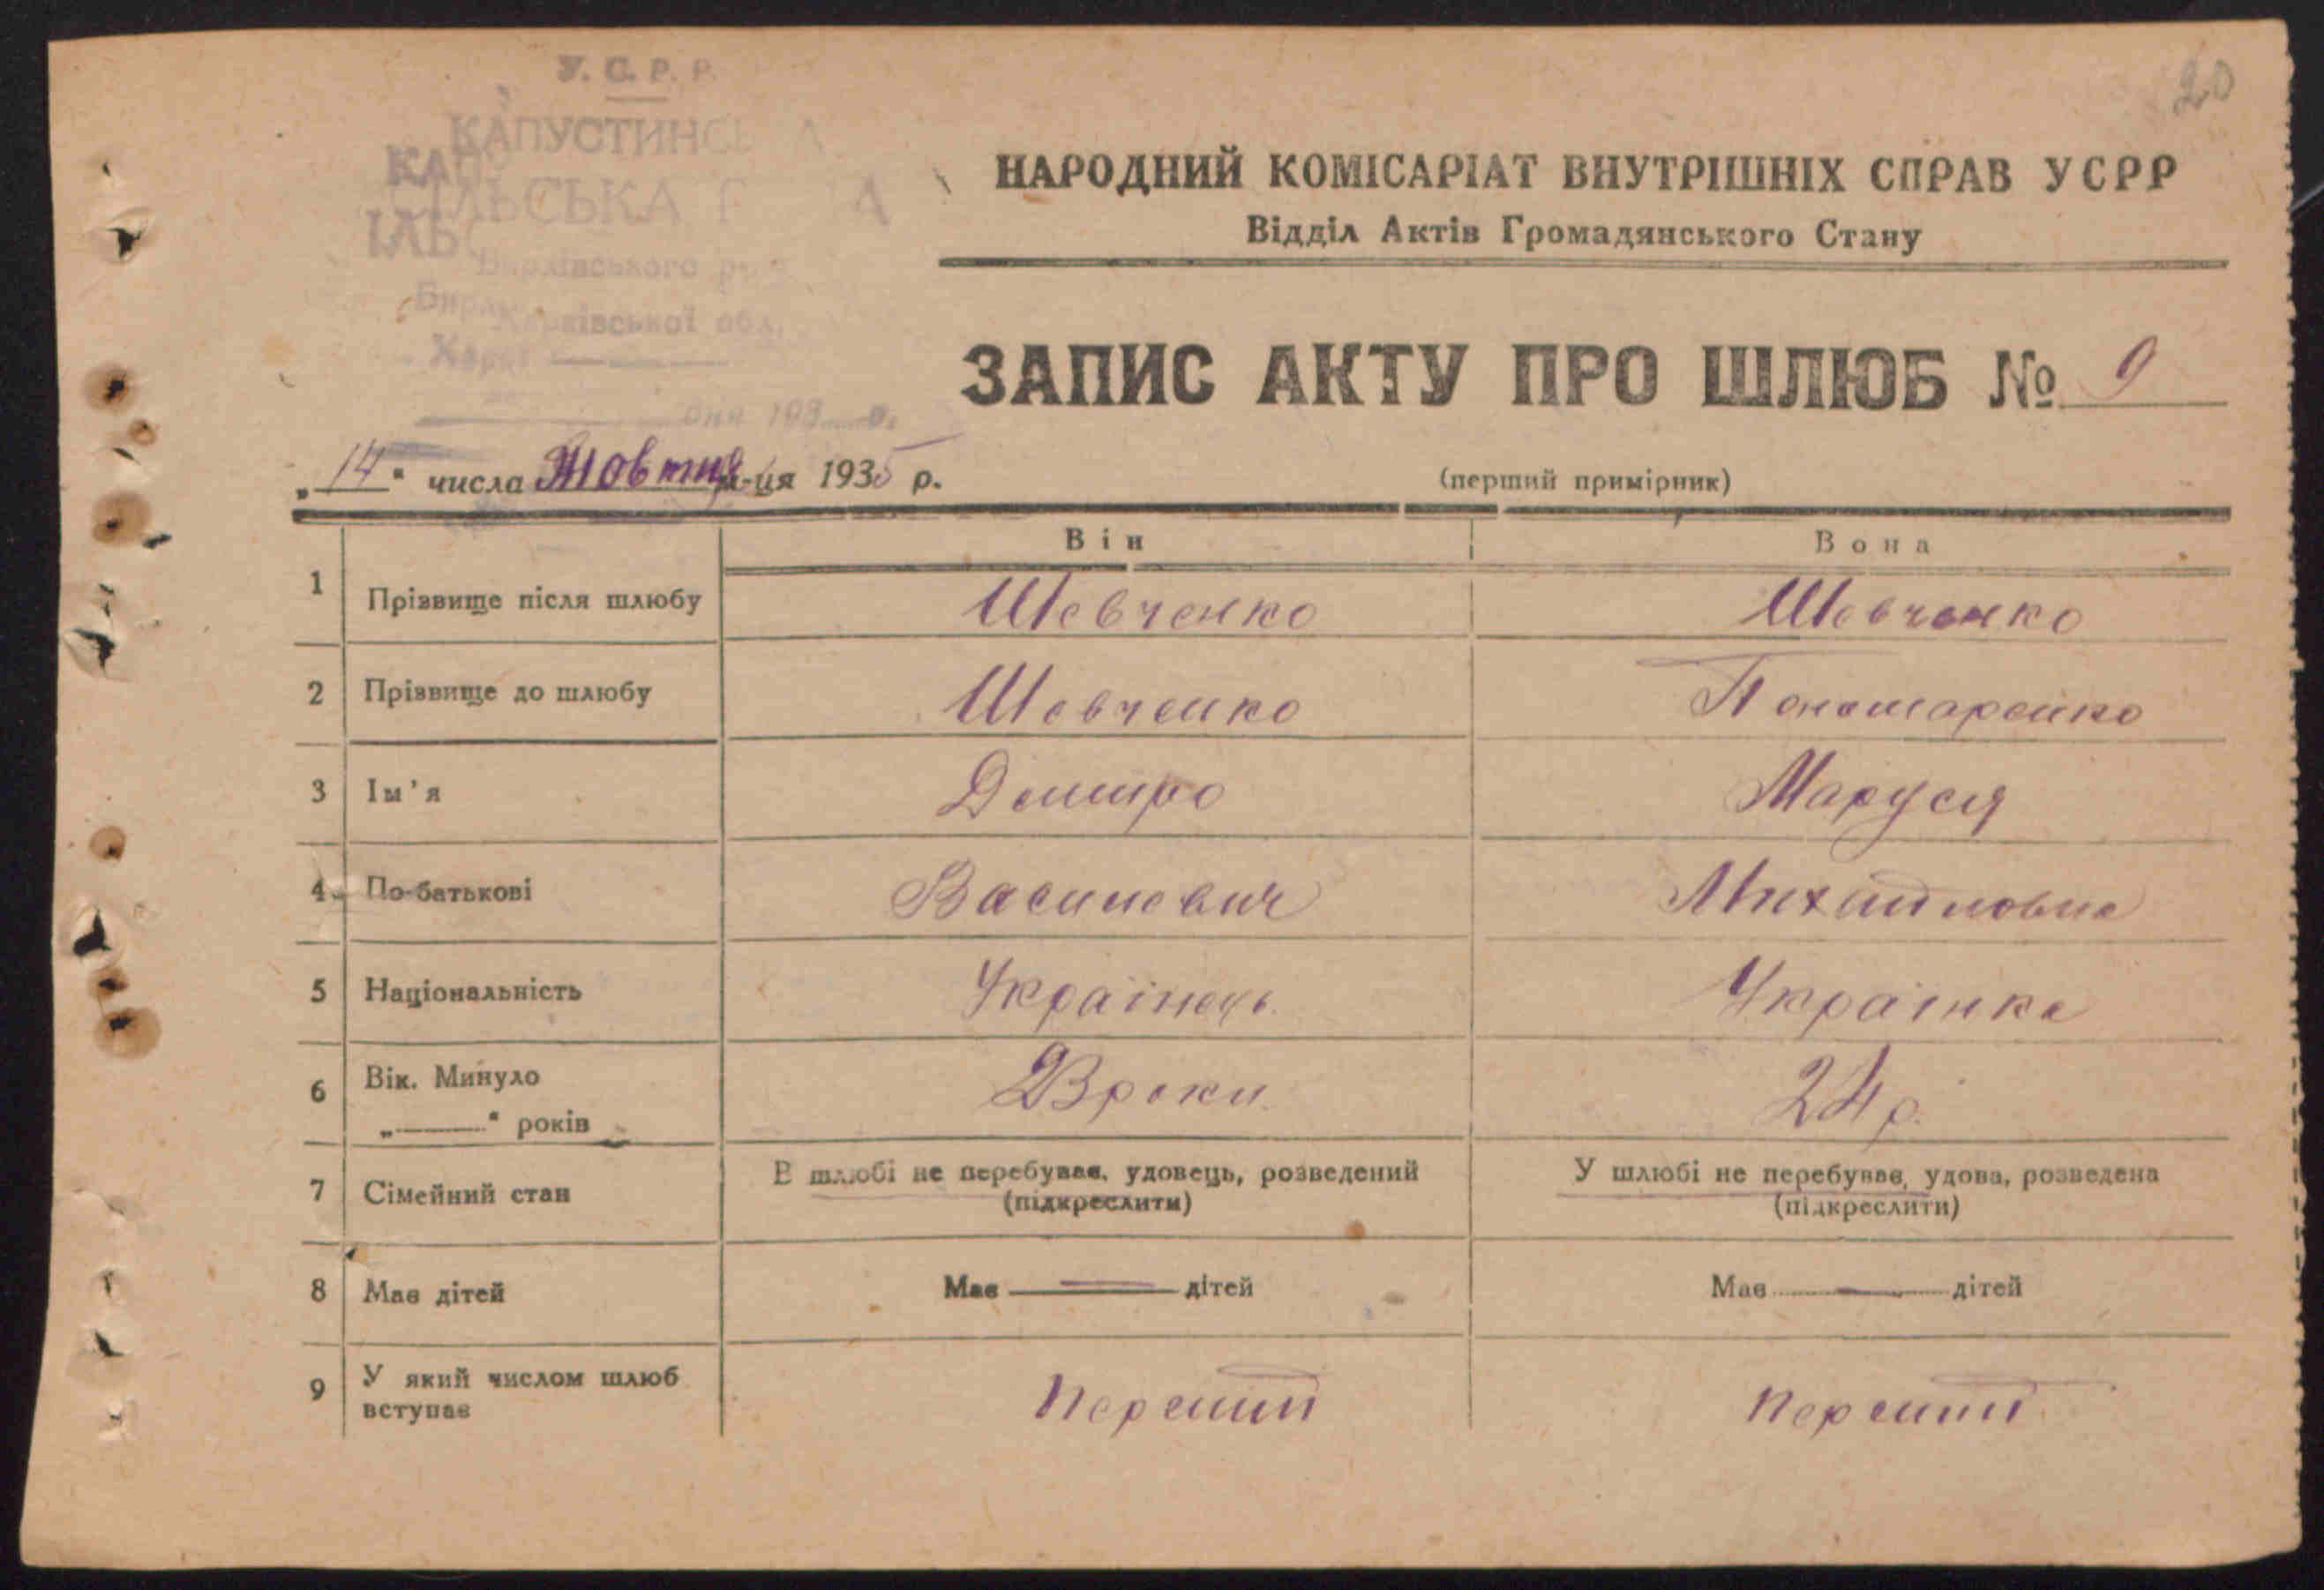 20
У. С. Р. Р.
КАПУСТИНСЬКА
СІЛЬСЬКА РАДА
Харківської обл.
НАРОДНИЙ КОМІСАРІАТ ВНУТРІШНІХ СПРАВ УСРР
Відділ Актів Громадянського Стану
ЗАПИС АКТУ ПРО ШЛЮБ № 9
„14“ числа Жовтня м-ця 1935 р.
(перший примірник)
Він Вона
1 Прізвище після шлюбу Шевченко Шевченко
2 Прізвище до шлюбу Шевченко Пономаренко
3 Ім'я Дмитро Маруся
4 По-батькові Василевич Михайловна
5 Національність Українець Українка
6 Вік. Минуло 23 роки 24 р.
„——“ років
7 Сімейний стан В шлюбі не перебував, удовець, розведений У шлюбі не перебував, удова, розведена
(підкреслити) (підкреслити)
8 Має дітей Має — дітей Має — дітей
9 У який числом шлюб перший перший
вступає